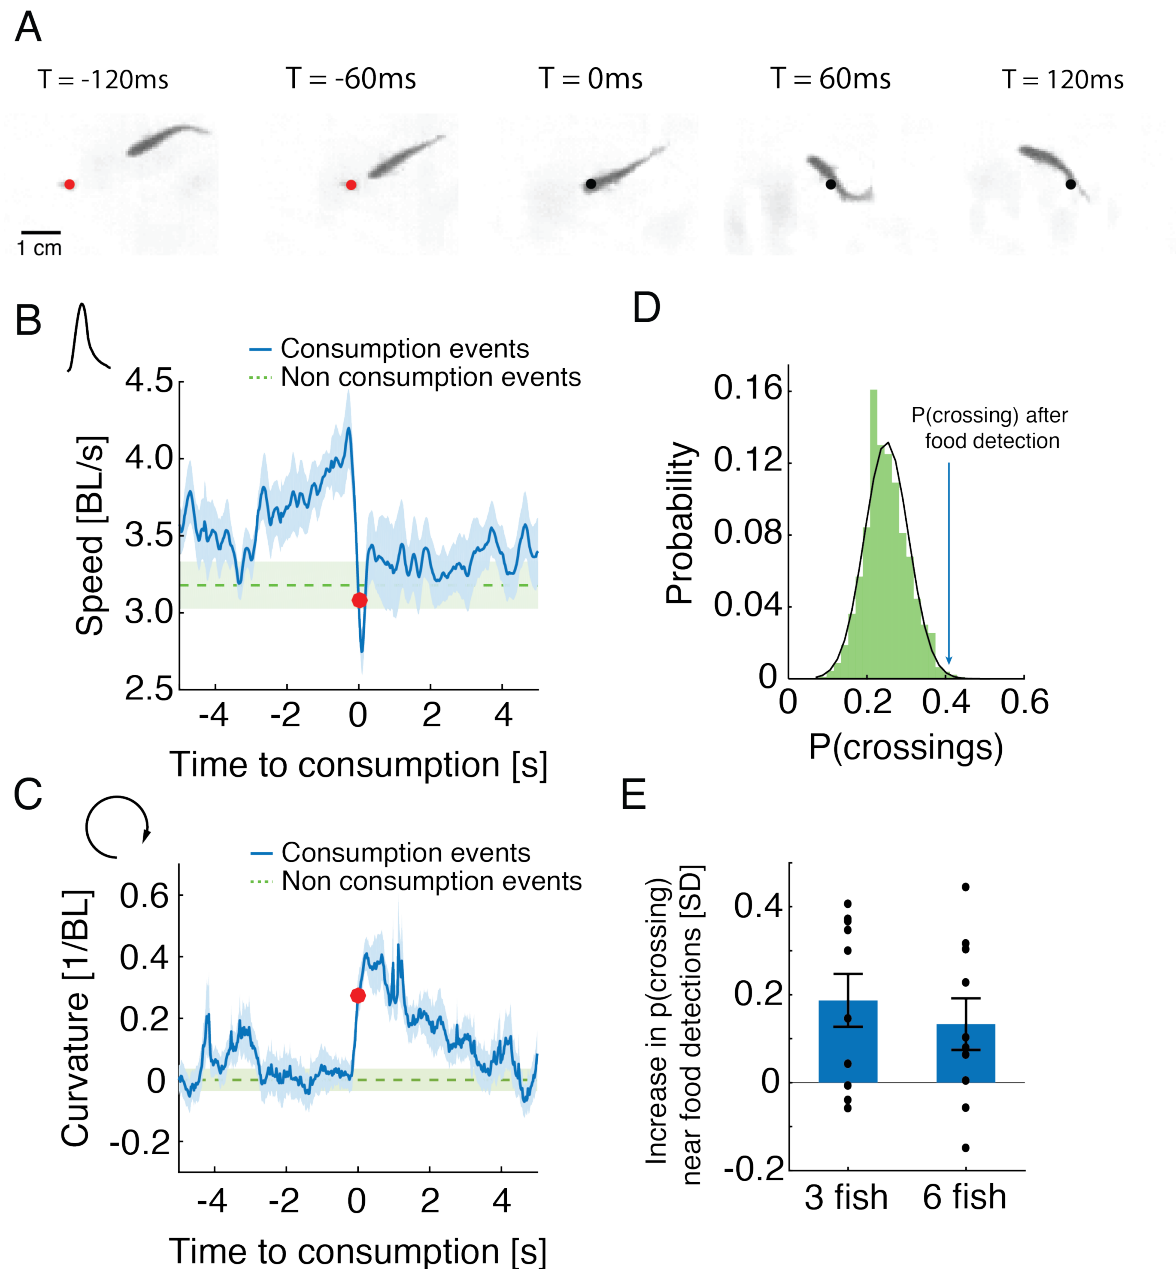 A
T = -120ms
T = -60ms
T = 0ms
T = 60ms
T = 120ms
1 cm
B
Consumption events
Non consumption events
Speed [BL/s]
4.5
4.0
3.5
3.0
2.5
-4
-2
0
2
4
Time to consumption [s]
D
P(crossing) after
food detection
Probability
0.16
0.12
0.08
0.04
0
0
0.2
0.4
0.6
P(crossings)
C
Consumption events
Non consumption events
Curvature [1/BL]
0.6
0.4
0.2
0
-0.2
-4
-2
0
2
4
Time to consumption [s]
E
Increase in p(crossing)
near food detections [SD]
0.4
0.2
0
-0.2
3 fish
6 fish